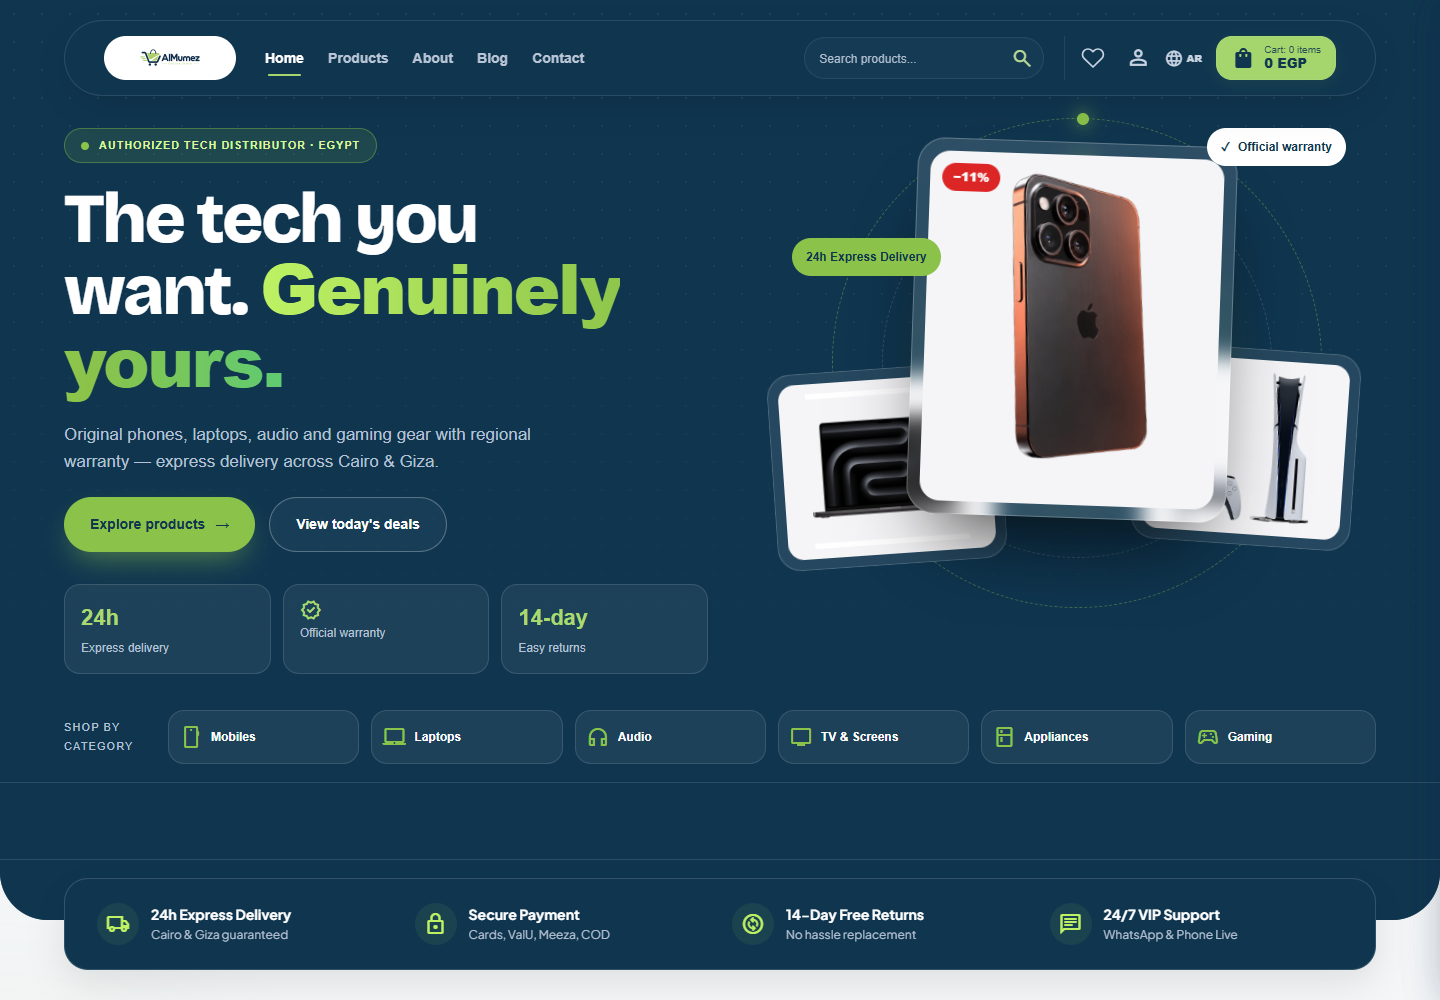 AlMumez
Home
Products
About
Blog
Contact
Search products...
AR
Cart: 0 items
0 EGP
AUTHORIZED TECH DISTRIBUTOR · EGYPT
The tech you
want. Genuinely
yours.
Original phones, laptops, audio and gaming gear with regional
warranty — express delivery across Cairo & Giza.
Explore products →
View today's deals
−11%
✓ Official warranty
24h Express Delivery
24h
Express delivery
Official warranty
14-day
Easy returns
SHOP BY
CATEGORY
Mobiles
Laptops
Audio
TV & Screens
Appliances
Gaming
24h Express Delivery
Cairo & Giza guaranteed
Secure Payment
Cards, ValU, Meeza, COD
14-Day Free Returns
No hassle replacement
24/7 VIP Support
WhatsApp & Phone Live